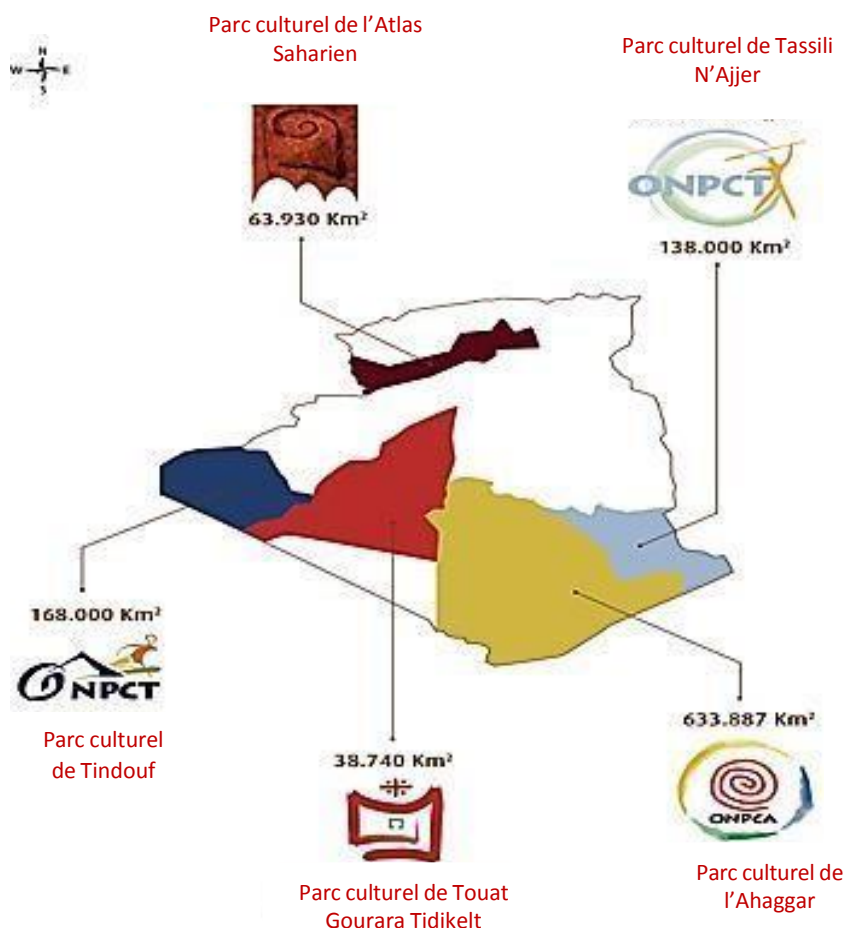 Parc culturel de l'Atlas
Saharien
Parc culturel de Tassili
N'Ajjer
N
W
E
S
ONPCT
63.930 Km²
138.000 Km²
168.000 Km²
ONPCT
Parc culturel
de Tindouf
38.740 Km²
633.887 Km²
ONPCA
Parc culturel de Touat
Gourara Tidikelt
Parc culturel de
l'Ahaggar